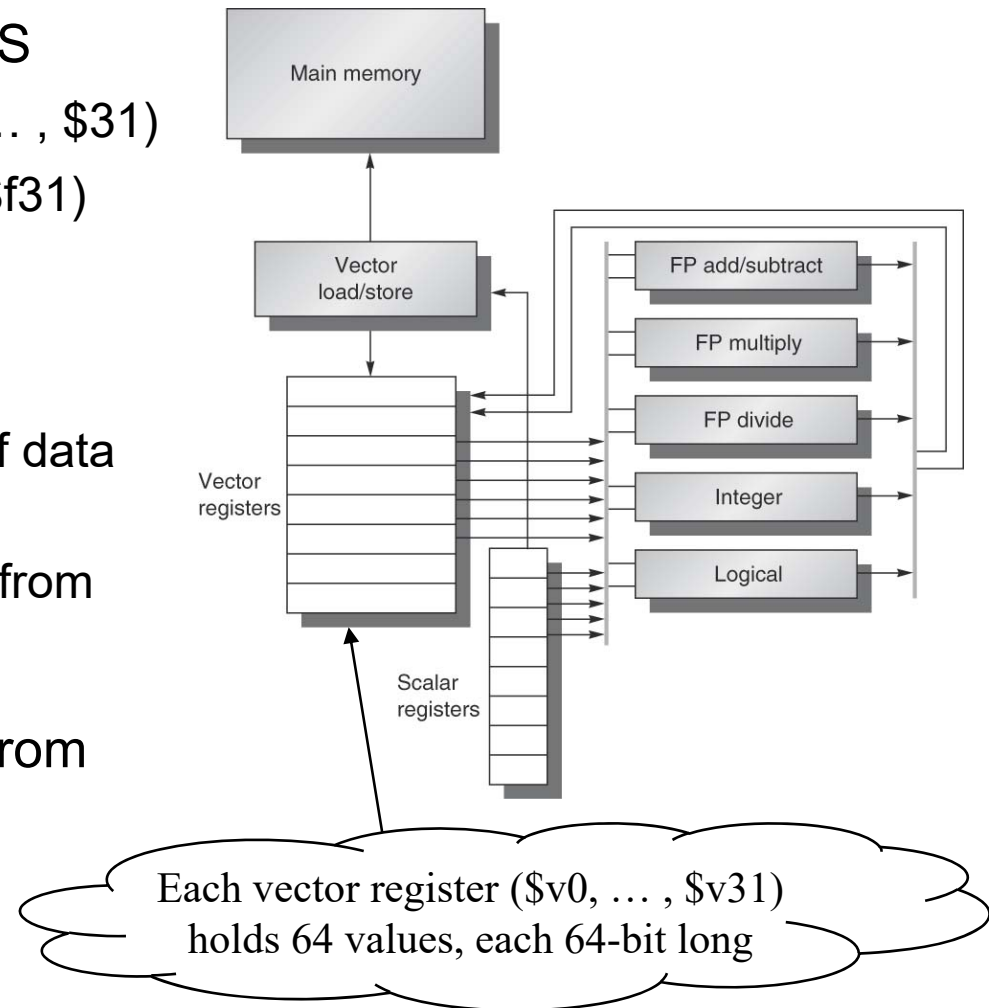 S
.. , $31)
f31)
f data
from
rom
Main memory
Vector
load/store
Vector
registers
Scalar
registers
FP add/subtract
FP multiply
FP divide
Integer
Logical
Each vector register ($v0, … , $v31)
holds 64 values, each 64-bit long